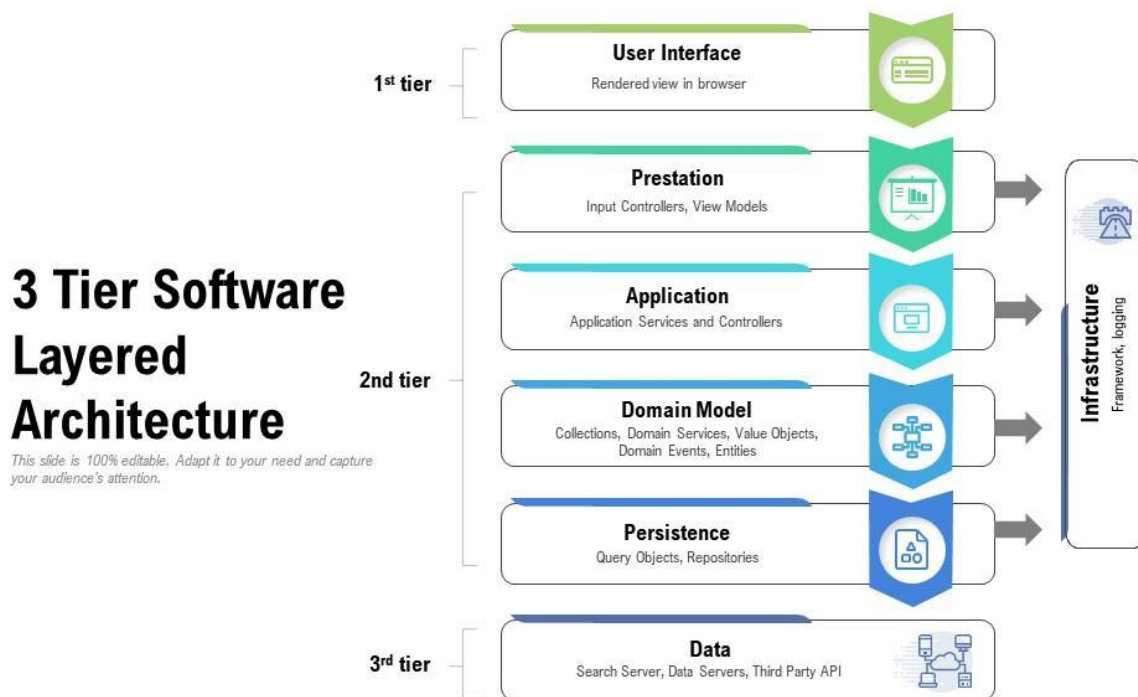 3 Tier Software
Layered
Architecture
This slide is 100% editable. Adapt it to your need and capture
your audience's attention.
1st tier
User Interface
Rendered view in browser
2nd tier
Prestation
Input Controllers, View Models
Application
Application Services and Controllers
Domain Model
Collections, Domain Services, Value Objects,
Domain Events, Entities
Persistence
Query Objects, Repositories
Infrastructure
Framework, logging
3rd tier
Data
Search Server, Data Servers, Third Party API